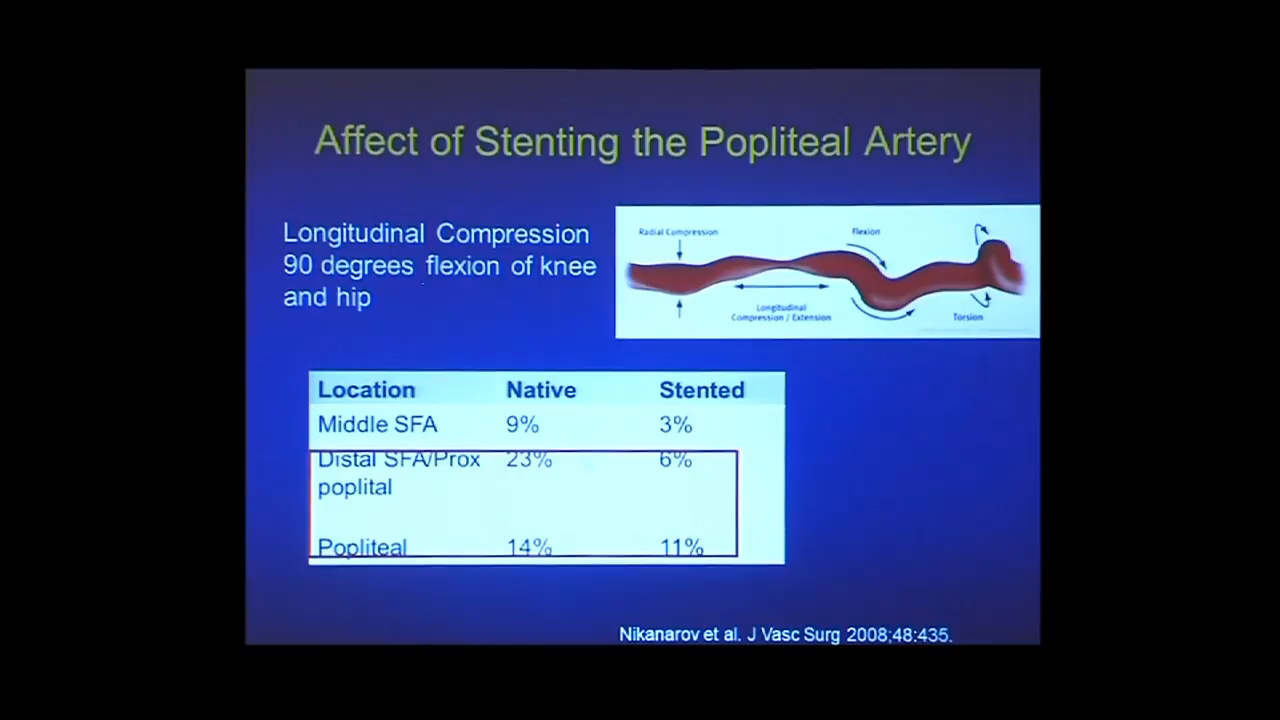 Affect of Stenting the Popliteal Artery
Longitudinal Compression
90 degrees flexion of knee
and hip
Radial Compression
Flexion
Longitudinal
Compression / Extension
Torsion
Location Native Stented
Middle SFA 9% 3%
Distal SFA/Prox 23% 6%
poplital
Popliteal 14% 11%
Nikanarov et al. J Vasc Surg 2008;48:435.